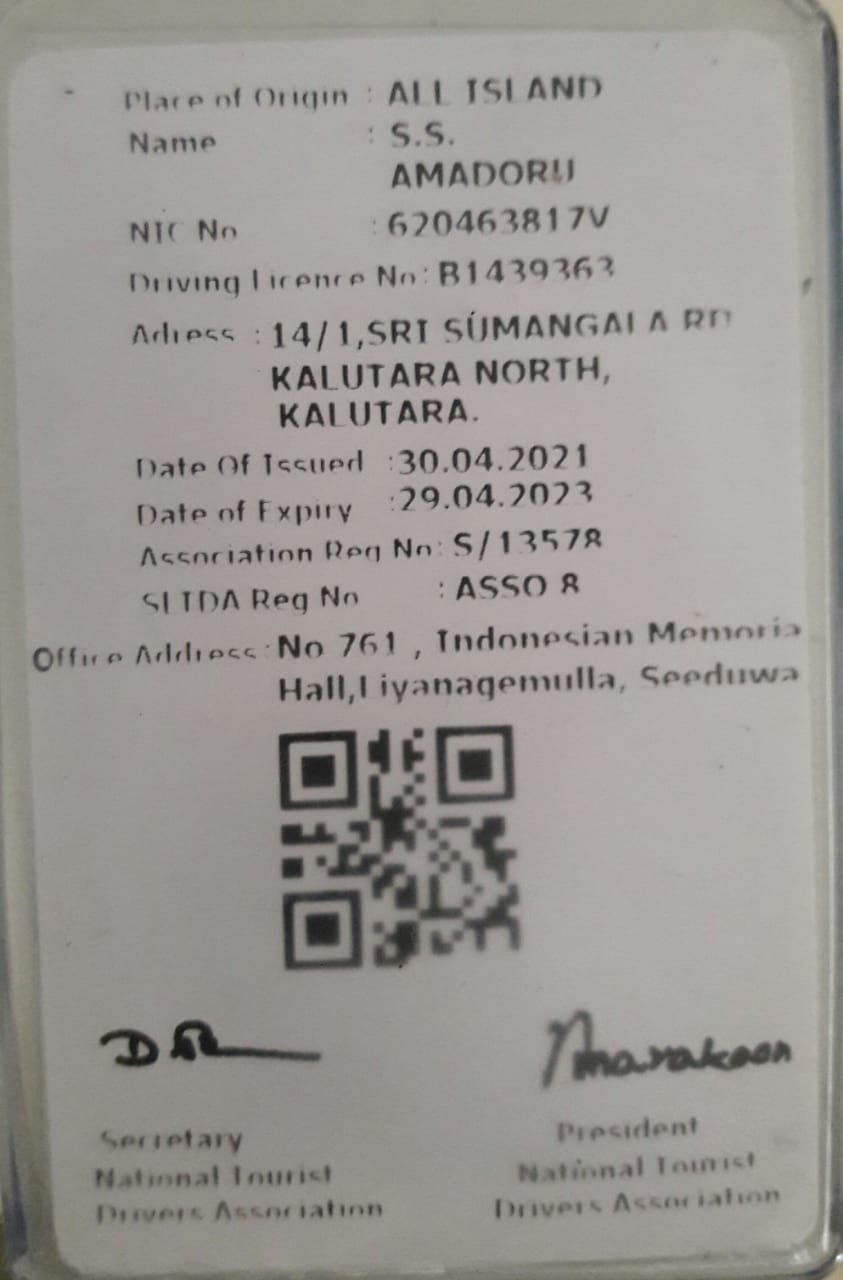 Place of Origin : ALL ISLAND
Name : S.S.
AMADORU
NIC No : 620463817V
Driving Licence No: B1439363
Adress : 14/1,SRI SUMANGALA RD
KALUTARA NORTH,
KALUTARA.
Date Of Issued : 30.04.2021
Date of Expiry : 29.04.2023
Association Reg No: S/13578
SLTDA Reg No : ASSO 8
Office Address: No 761 , Indonesian Memoria
Hall,Liyanagemulla, Seeduwa
Secretary
National Tourist
Drivers Association
President
National Tourist
Drivers Association